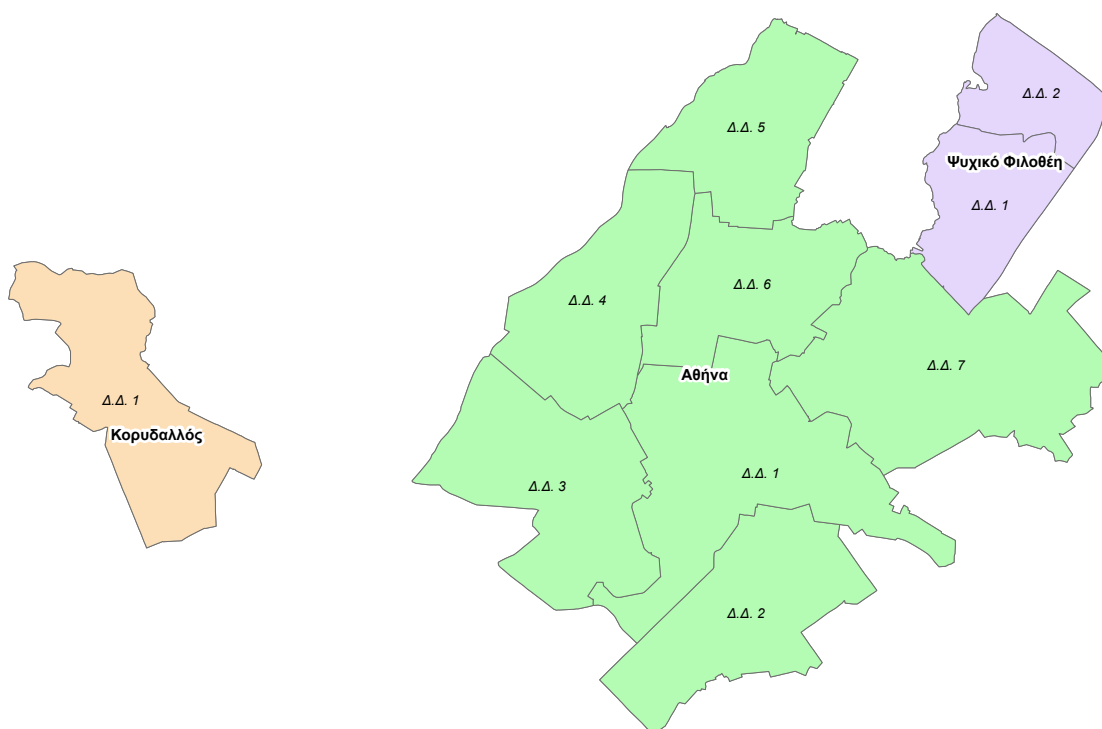 Δ.Δ. 2
Δ.Δ. 5
Ψυχικό Φιλοθέη
Δ.Δ. 1
Δ.Δ. 6
Δ.Δ. 4
Δ.Δ. 7
Αθήνα
Δ.Δ. 1
Κορυδαλλός
Δ.Δ. 1
Δ.Δ. 3
Δ.Δ. 2